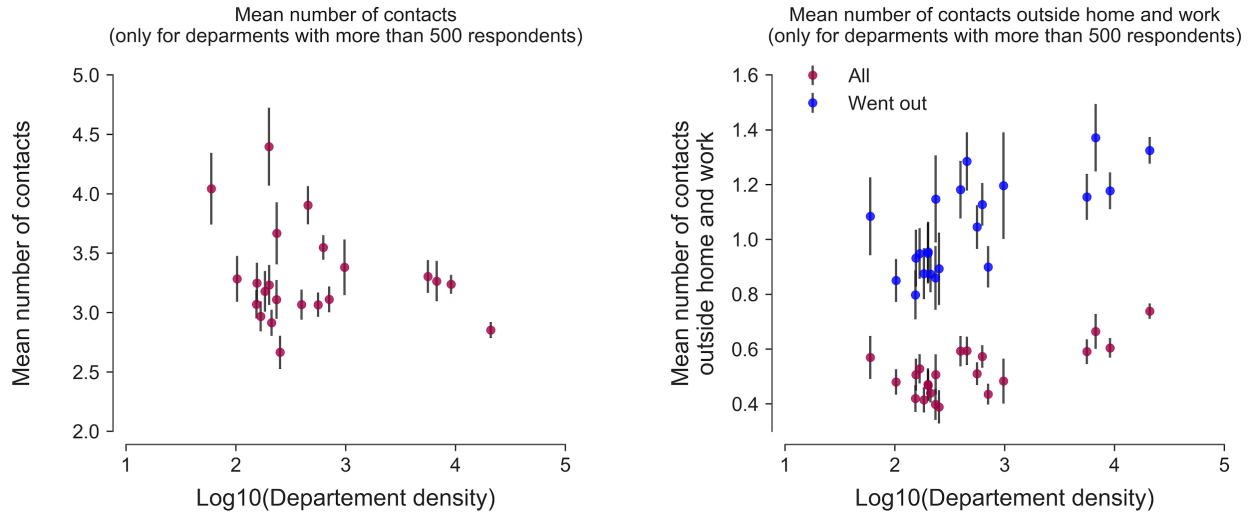 Mean number of contacts
(only for deparments with more than 500 respondents)
5.0
4.5
4.0
3.5
3.0
2.5
2.0
Mean number of contacts
1 2 3 4 5
Log10(Departement density)
Mean number of contacts outside home and work
(only for deparments with more than 500 respondents)
All
Went out
1.6
1.4
1.2
1.0
0.8
0.6
0.4
Mean number of contacts
outside home and work
1 2 3 4 5
Log10(Departement density)